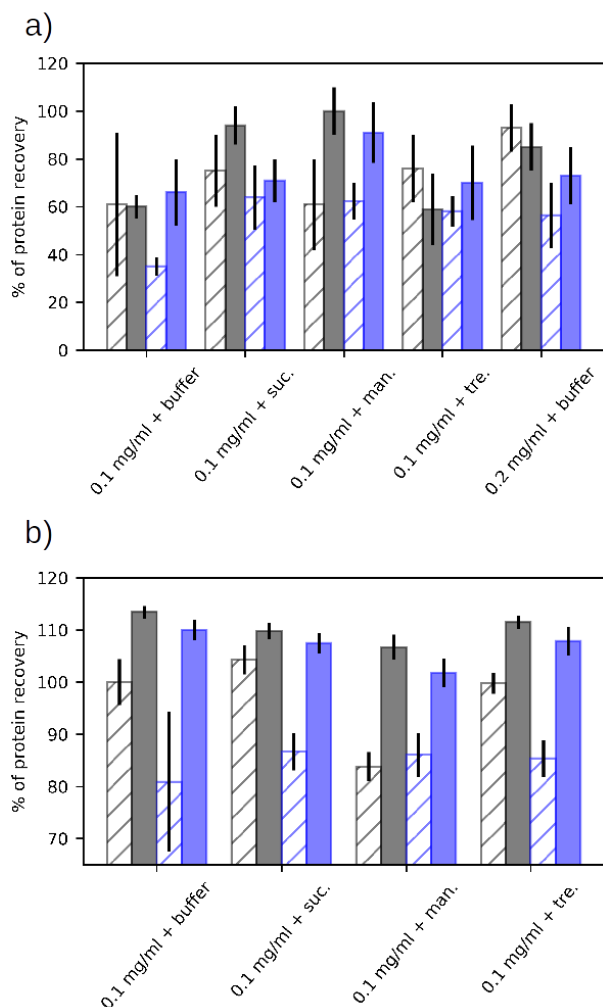 a)
120
100
80
60
40
20
0
% of protein recovery
0.1 mg/ml + buffer
0.1 mg/ml + suc.
0.1 mg/ml + man.
0.1 mg/ml + tre.
0.2 mg/ml + buffer
b)
120
110
100
90
80
70
% of protein recovery
0.1 mg/ml + buffer
0.1 mg/ml + suc.
0.1 mg/ml + man.
0.1 mg/ml + tre.